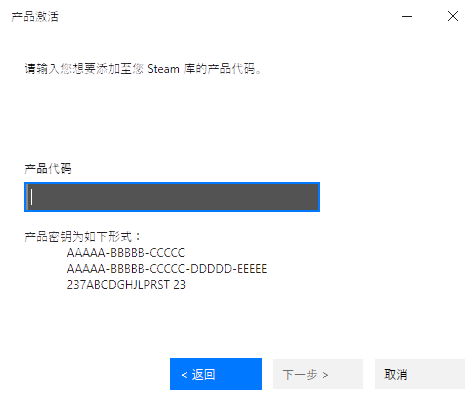 产品激活
请输入您想要添加至您 Steam 库的产品代码。
产品代码
产品密钥为如下形式：
AAAAA-BBBBB-CCCCC
AAAAA-BBBBB-CCCCC-DDDDD-EEEEE
237ABCDGHJLPRST 23
< 返回
下一步 >
取消